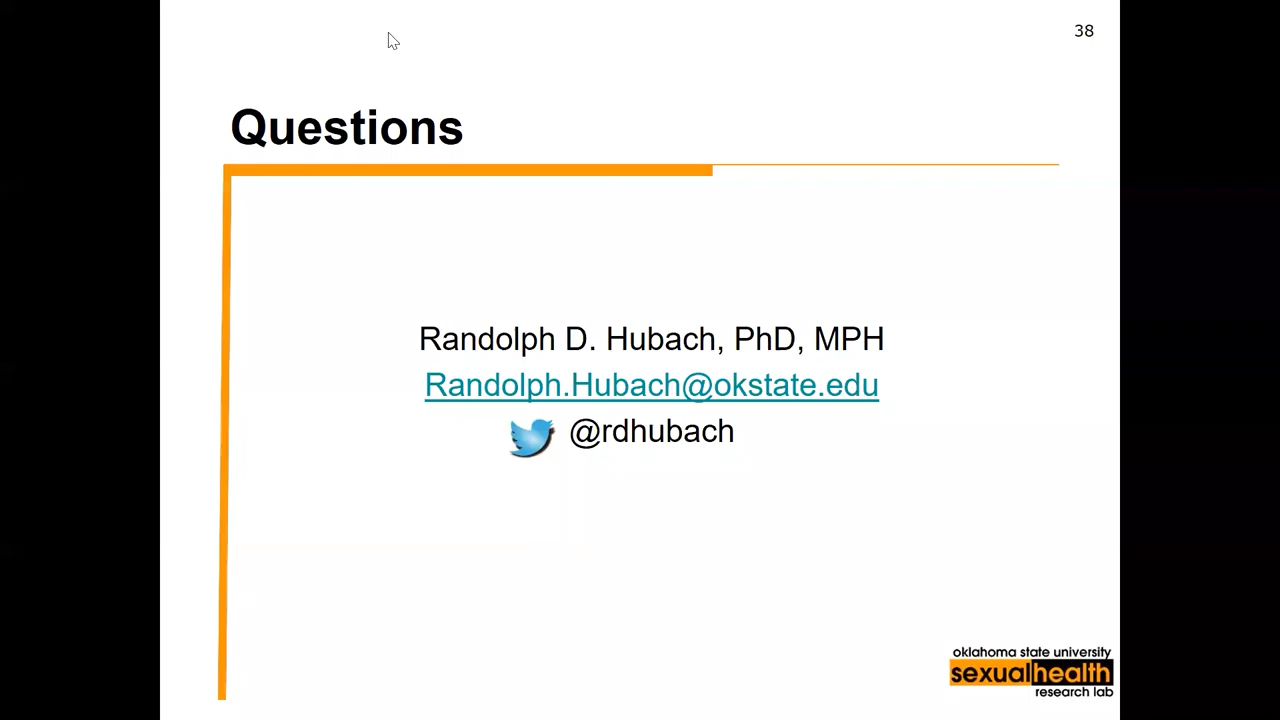 38
Questions
Randolph D. Hubach, PhD, MPH
Randolph.Hubach@okstate.edu
@rdhubach
oklahoma state university
sexualhealth
research lab